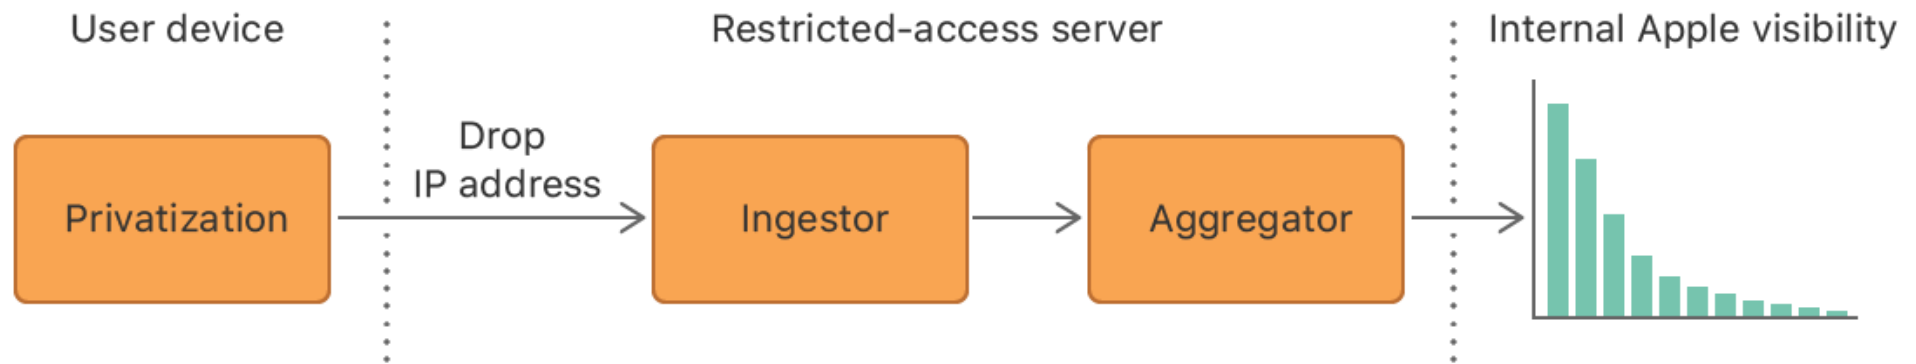 User device
Restricted-access server
Internal Apple visibility
Drop
IP address
Privatization
Ingestor
Aggregator